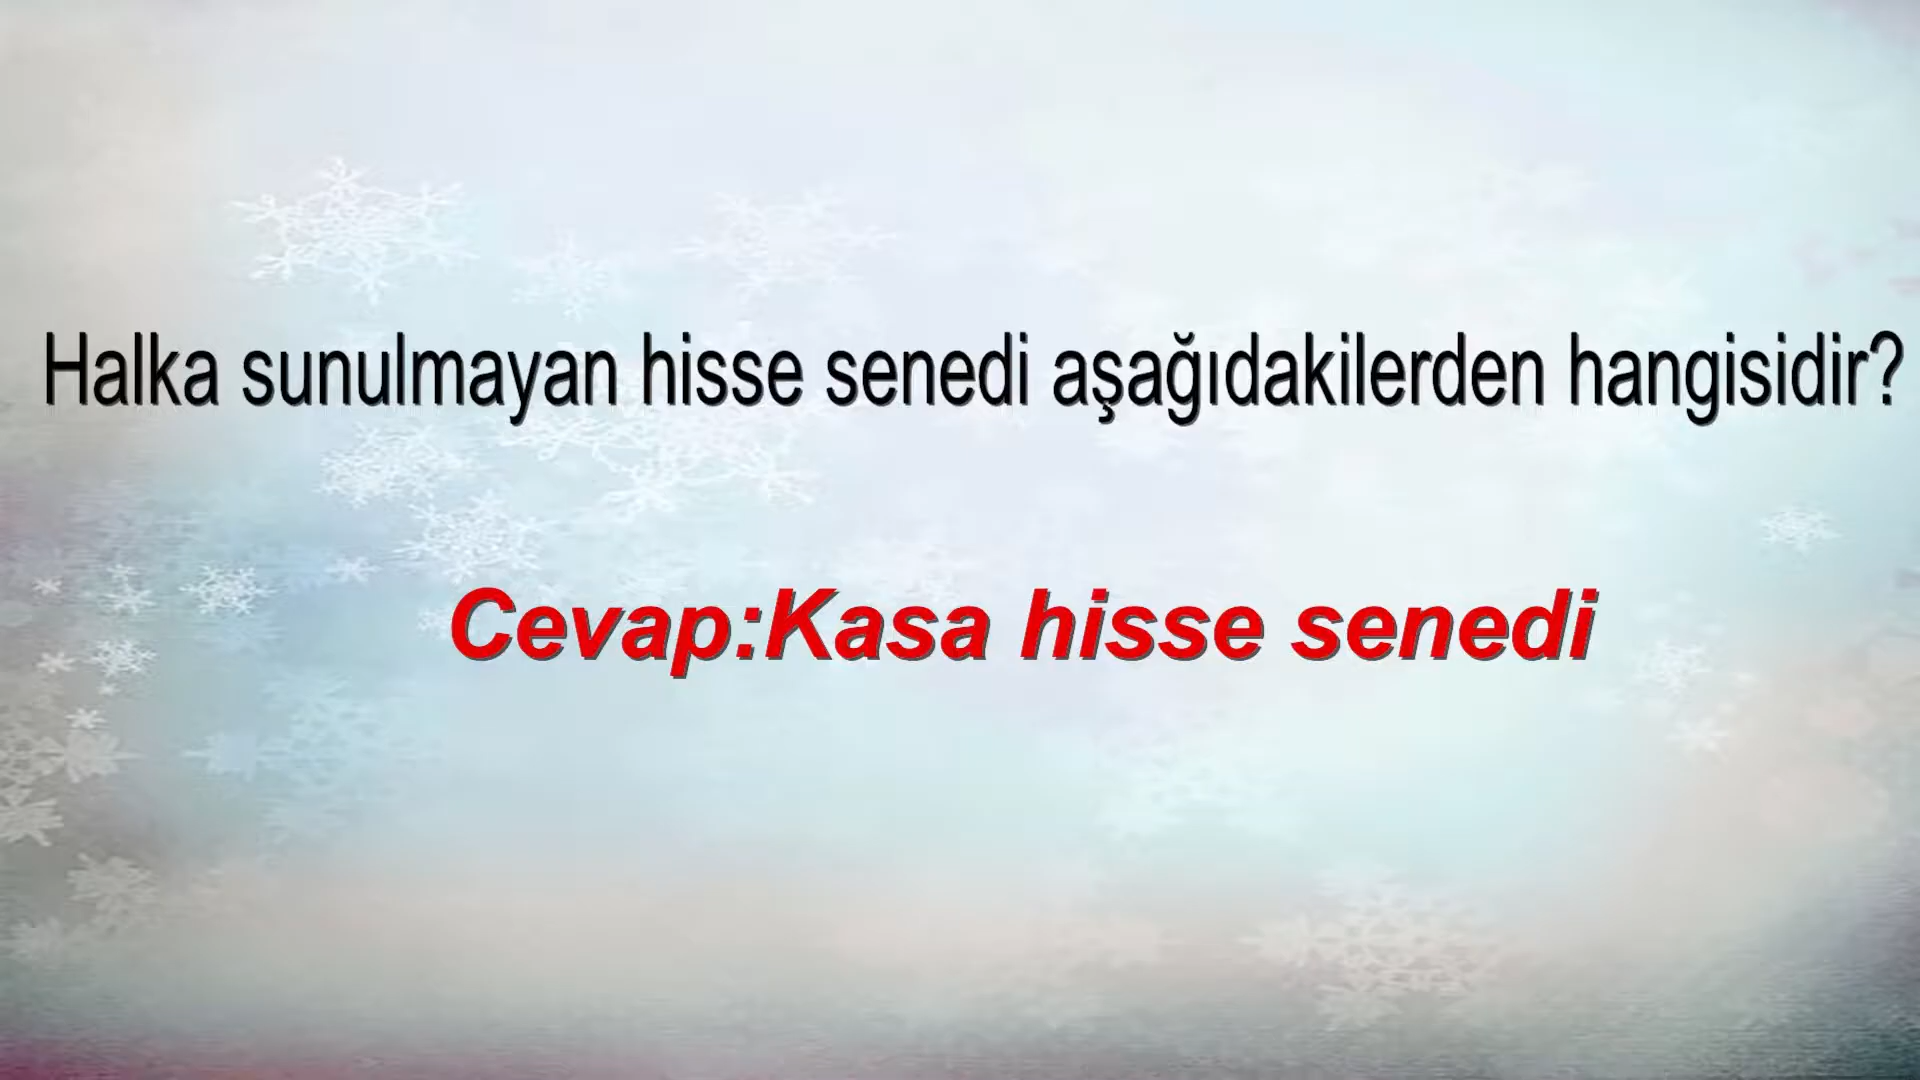 Halka sunulmayan hisse senedi aşağıdakilerden hangisidir?
Cevap:Kasa hisse senedi